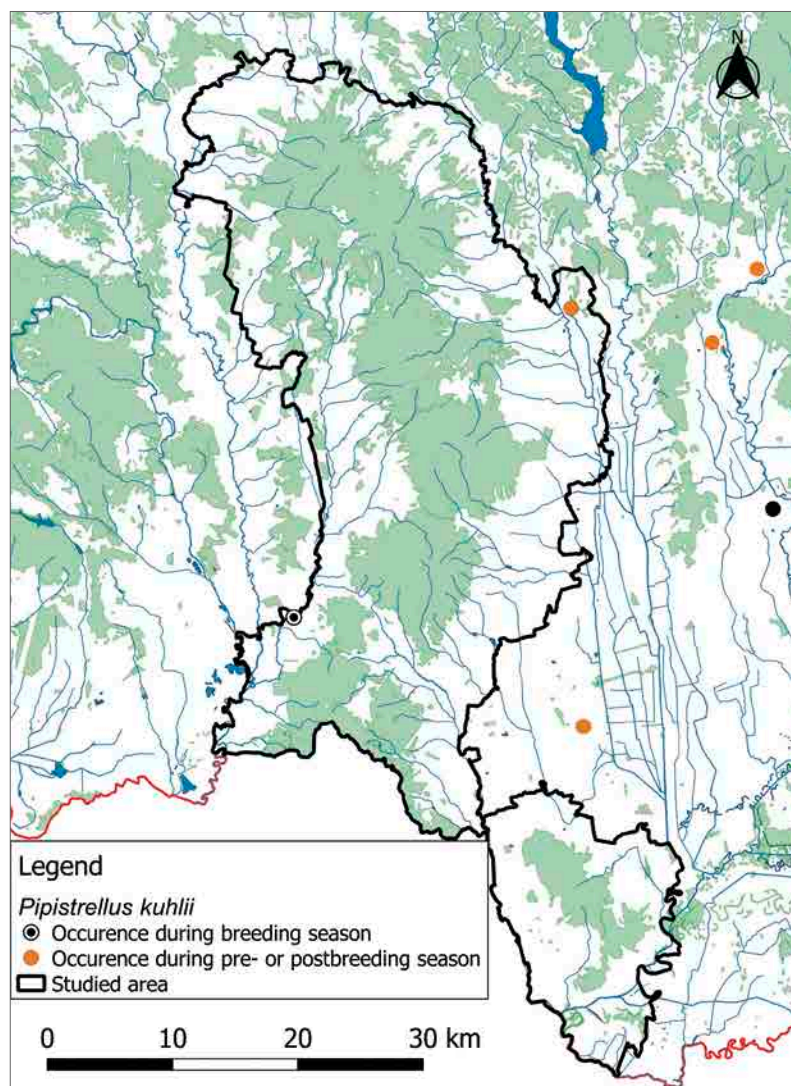 N
Legend
Pipistrellus kuhlii
Occurence during breeding season
Occurence during pre- or postbreeding season
Studied area
0 10 20 30 km